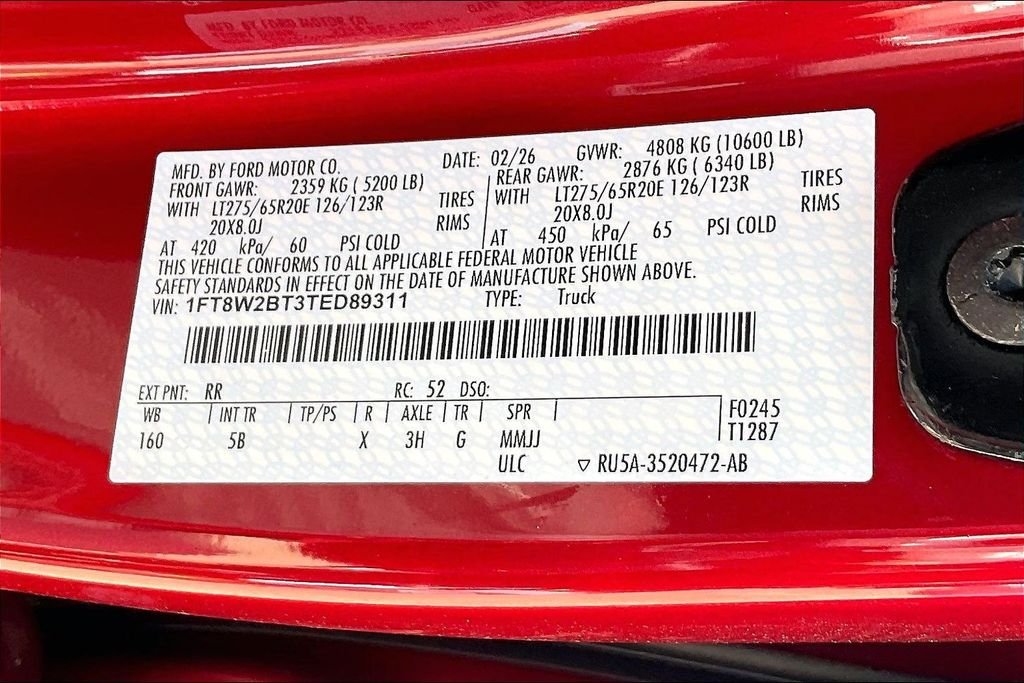 MFD. BY FORD MOTOR CO.
DATE: 02/26
GVWR: 4808 KG (10600 LB)
FRONT GAWR: 2359 KG ( 5200 LB)
WITH LT275/65R20E 126/123R TIRES
20X8.0J RIMS
AT 420 kPa/ 60 PSI COLD
REAR GAWR: 2876 KG ( 6340 LB)
WITH LT275/65R20E 126/123R TIRES
20X8.0J RIMS
AT 450 kPa/ 65 PSI COLD
THIS VEHICLE CONFORMS TO ALL APPLICABLE FEDERAL MOTOR VEHICLE
SAFETY STANDARDS IN EFFECT ON THE DATE OF MANUFACTURE SHOWN ABOVE.
VIN: 1FT8W2BT3TED89311 TYPE: Truck
EXT PNT: RR RC: 52 DSO:
WB INT TR TP/PS R AXLE TR SPR
160 5B X 3H G MMJJ
ULC
F0245
T1287
RU5A-3520472-AB